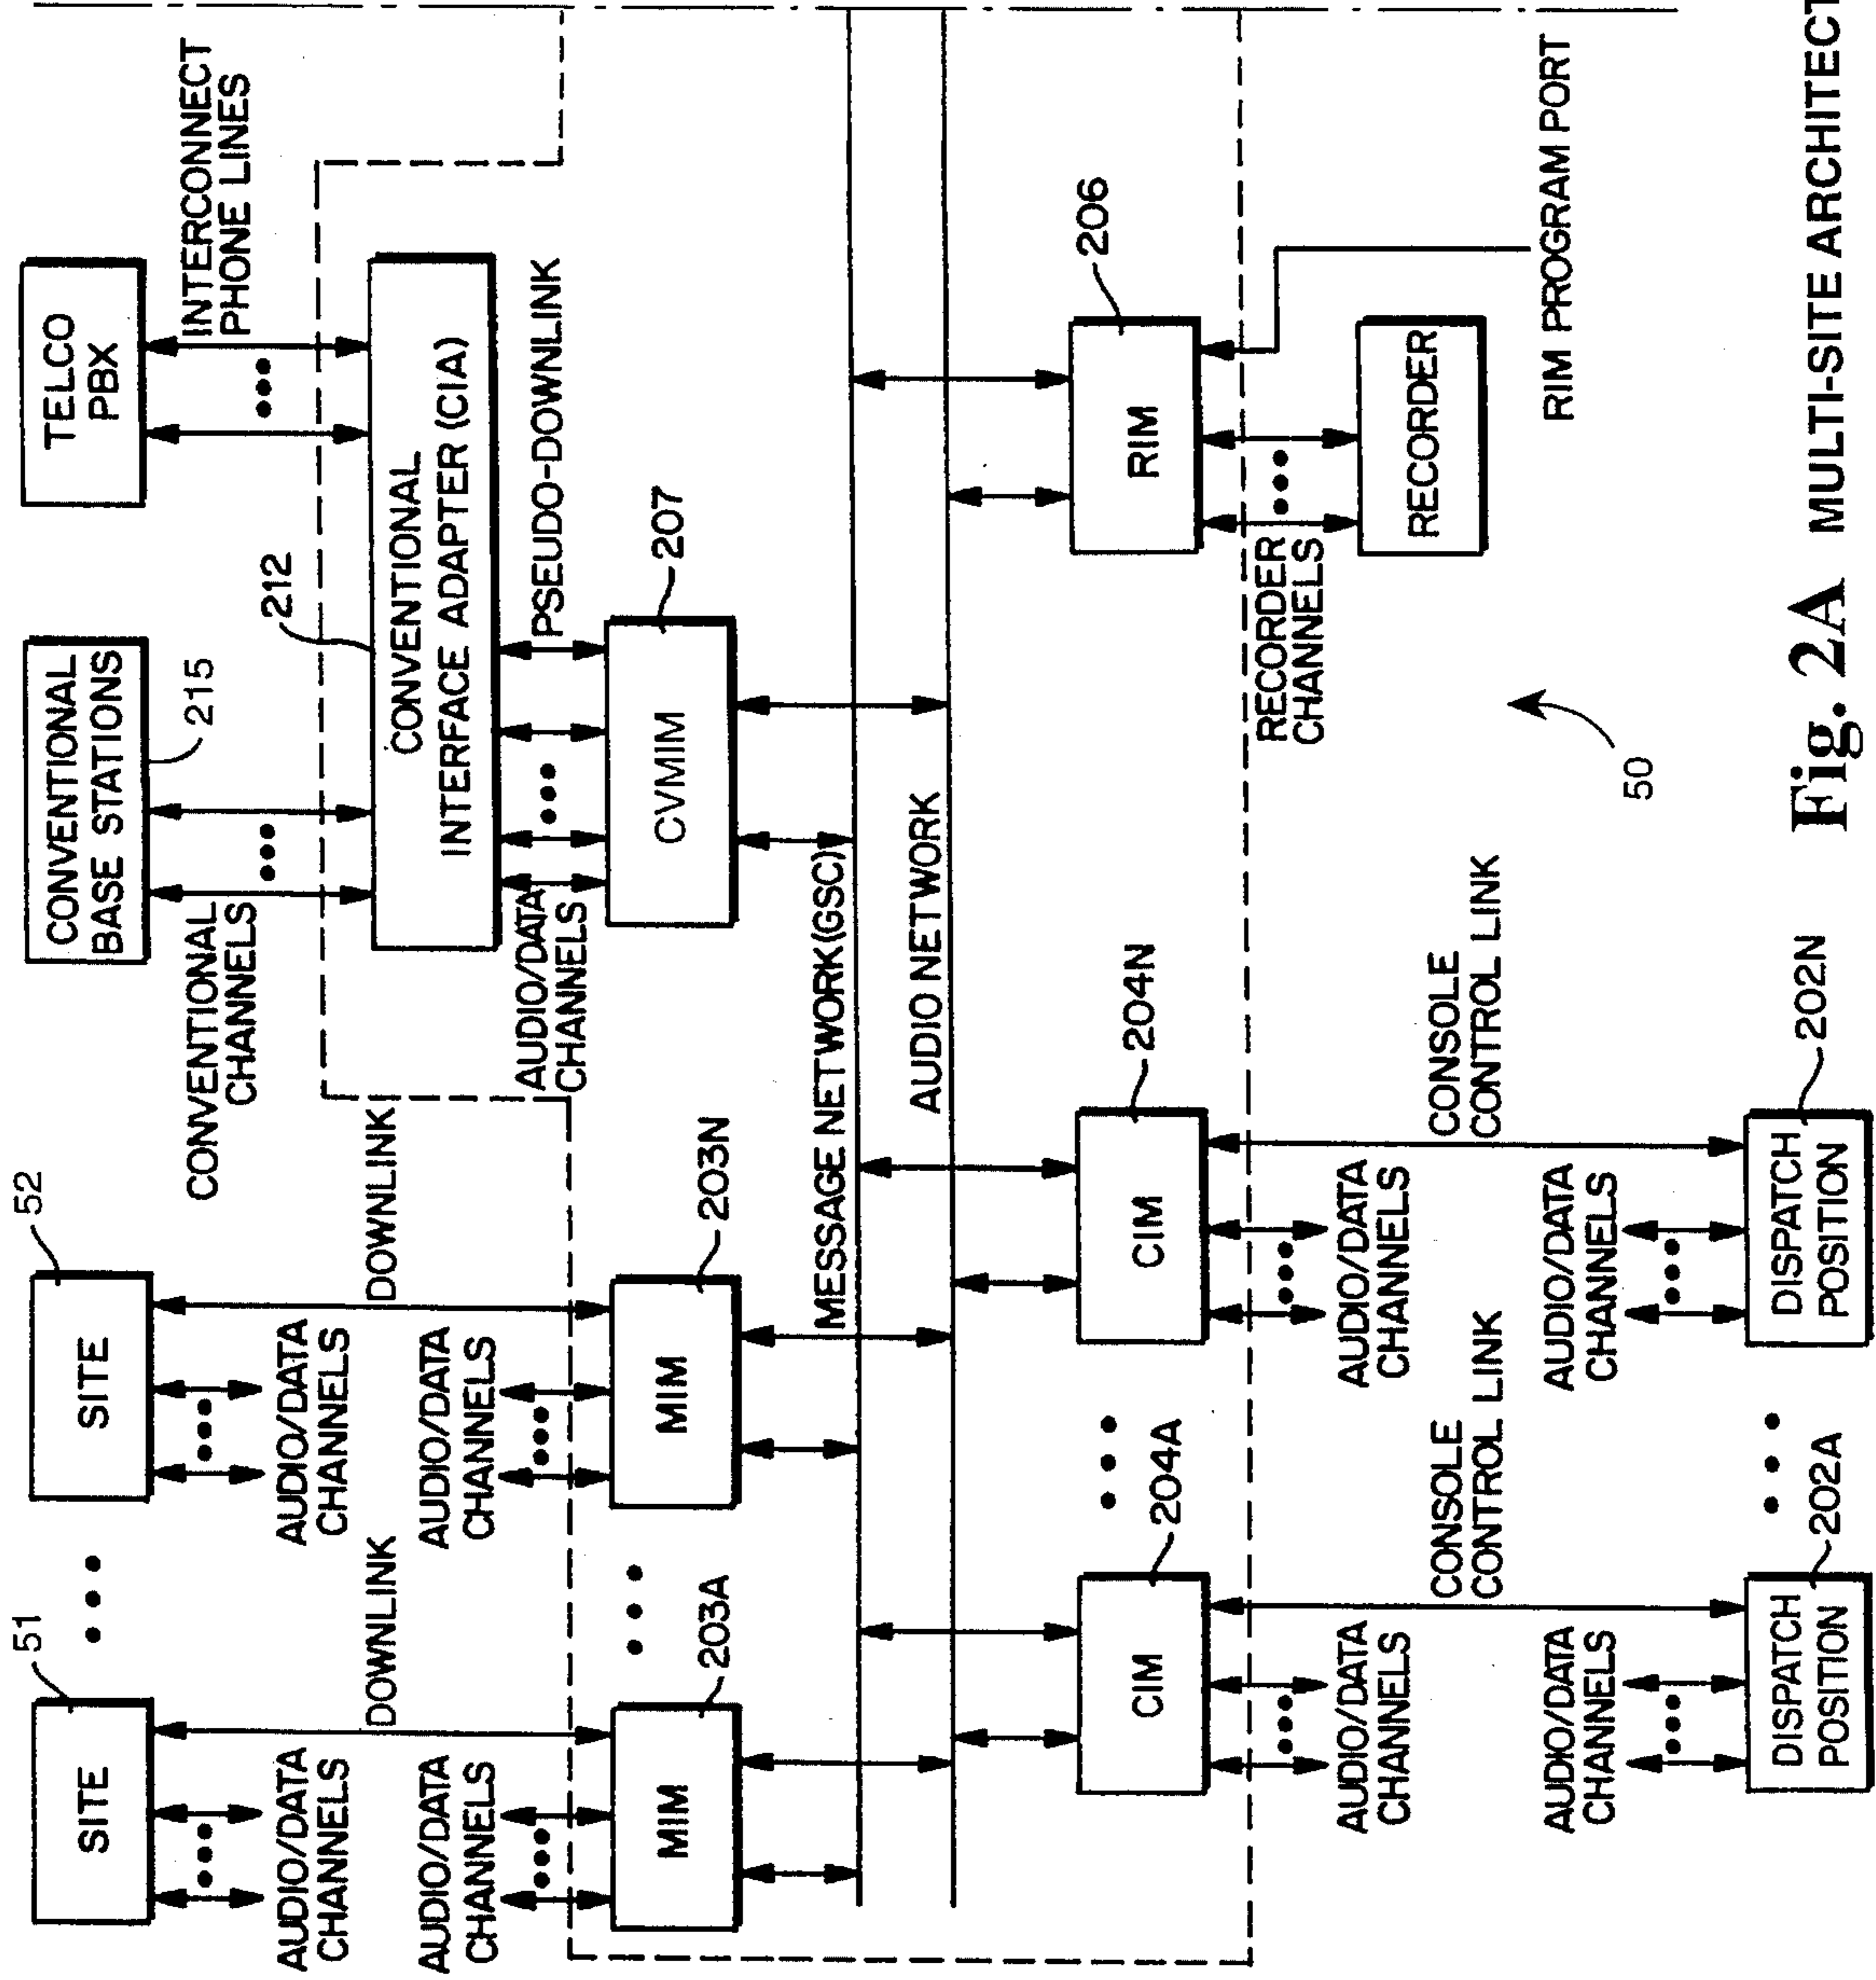 51
SITE
AUDIO/DATA
CHANNELS
DOWNLINK
52
SITE
AUDIO/DATA
CHANNELS
DOWNLINK
CONVENTIONAL
BASE STATIONS
215
CONVENTIONAL
CHANNELS
TELCO
PBX
INTERCONNECT
PHONE LINES
212
CONVENTIONAL
INTERFACE ADAPTER (CIA)
AUDIO/DATA
CHANNELS
PSEUDO-DOWNLINK
AUDIO/DATA
CHANNELS
MIM
203A
AUDIO/DATA
CHANNELS
MIM
203N
CVMIM
207
MESSAGE NETWORK (GSC)
AUDIO NETWORK
CIM
204A
CIM
204N
RIM
206
AUDIO/DATA
CHANNELS
CONSOLE
CONTROL LINK
AUDIO/DATA
CHANNELS
CONSOLE
CONTROL LINK
RECORDER
CHANNELS
RECORDER
RIM PROGRAM PORT
AUDIO/DATA
CHANNELS
AUDIO/DATA
CHANNELS
DISPATCH
POSITION
202A
DISPATCH
POSITION
202N
50
Fig. 2A MULTI-SITE ARCHITECT